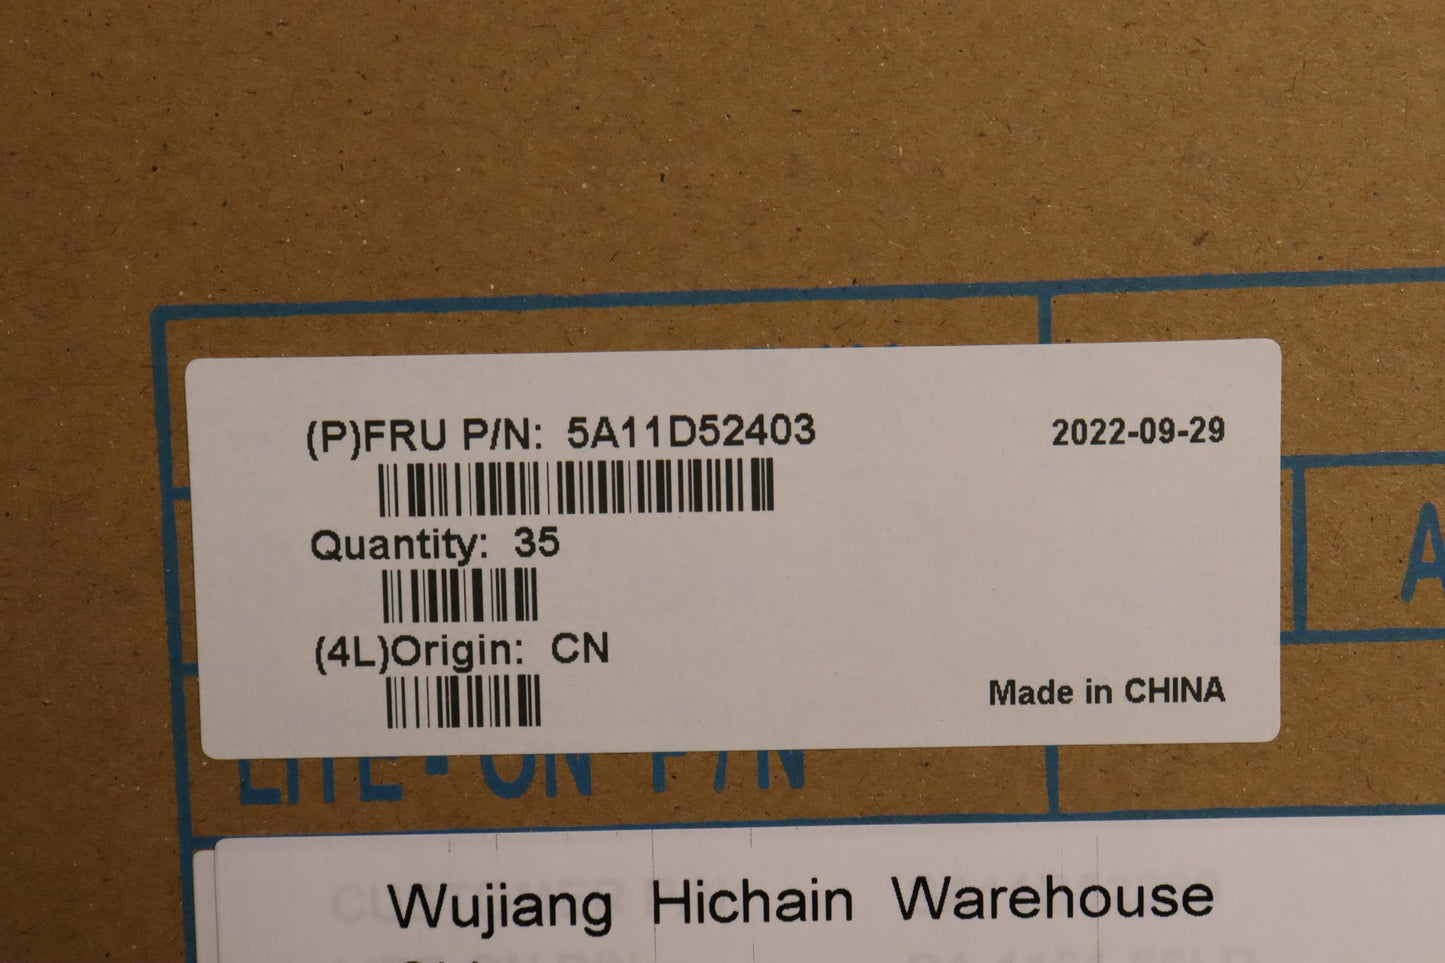 (P)FRU P/N: 5A11D52403
2022-09-29
Quantity: 35
(4L)Origin: CN
Made in CHINA
A
LITE-ON P/N
Wujiang Hichain Warehouse